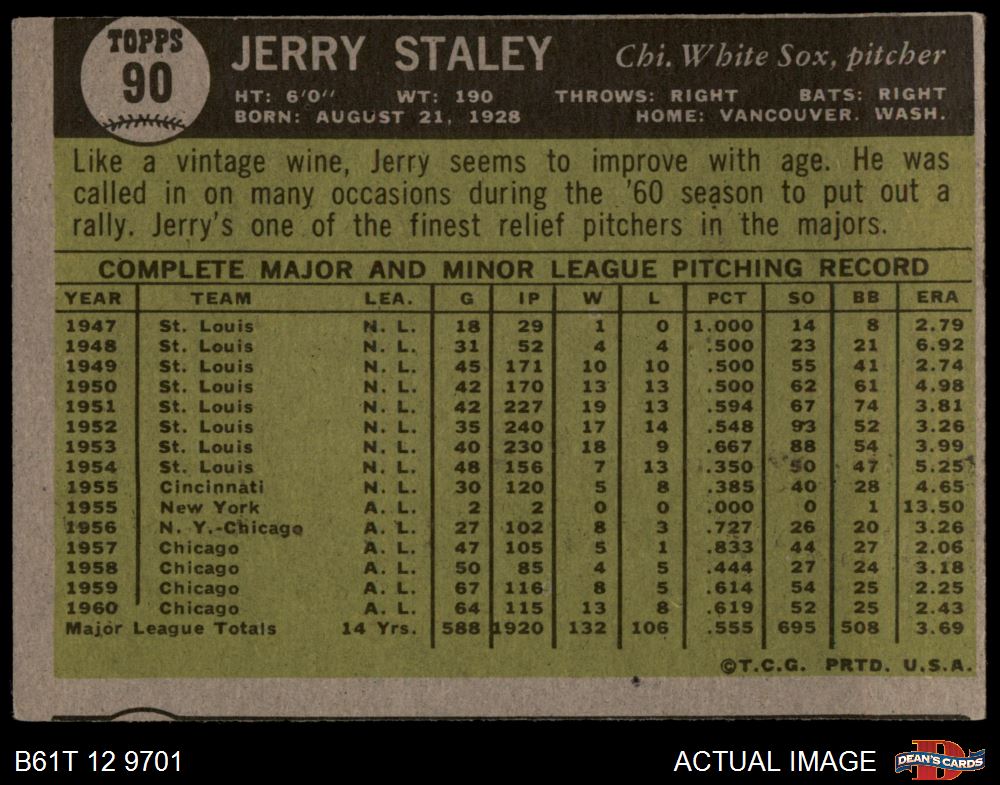 TOPPS
90
JERRY STALEY Chi. White Sox, pitcher
HT: 6'0" WT: 190 THROWS: RIGHT BATS: RIGHT
BORN: AUGUST 21, 1928 HOME: VANCOUVER. WASH.
Like a vintage wine, Jerry seems to improve with age. He was
called in on many occasions during the '60 season to put out a
rally. Jerry's one of the finest relief pitchers in the majors.
COMPLETE MAJOR AND MINOR LEAGUE PITCHING RECORD
YEAR TEAM LEA. G IP W L PCT SO BB ERA
1947 St. Louis N. L. 18 29 1 0 1.000 14 8 2.79
1948 St. Louis N. L. 31 52 4 4 .500 23 21 6.92
1949 St. Louis N. L. 45 171 10 10 .500 55 41 2.74
1950 St. Louis N. L. 42 170 13 13 .500 62 61 4.98
1951 St. Louis N. L. 42 227 19 13 .594 67 74 3.81
1952 St. Louis N. L. 35 240 17 14 .548 93 52 3.26
1953 St. Louis N. L. 40 230 18 9 .667 88 54 3.99
1954 St. Louis N. L. 48 156 7 13 .350 50 47 5.25
1955 Cincinnati N. L. 30 120 5 8 .385 40 28 4.65
1955 New York A. L. 2 2 0 0 .000 0 1 13.50
1956 N. Y.-Chicago A. L. 27 102 8 3 .727 26 20 3.26
1957 Chicago A. L. 47 105 5 1 .833 44 27 2.06
1958 Chicago A. L. 50 85 4 5 .444 27 24 3.18
1959 Chicago A. L. 67 116 8 5 .614 54 25 2.25
1960 Chicago A. L. 64 115 13 8 .619 52 25 2.43
Major League Totals 14 Yrs. 588 1920 132 106 .555 695 508 3.69
©T.C.G. PRTD. U.S.A.
B61T 12 9701 ACTUAL IMAGE DEAN'S CARDS